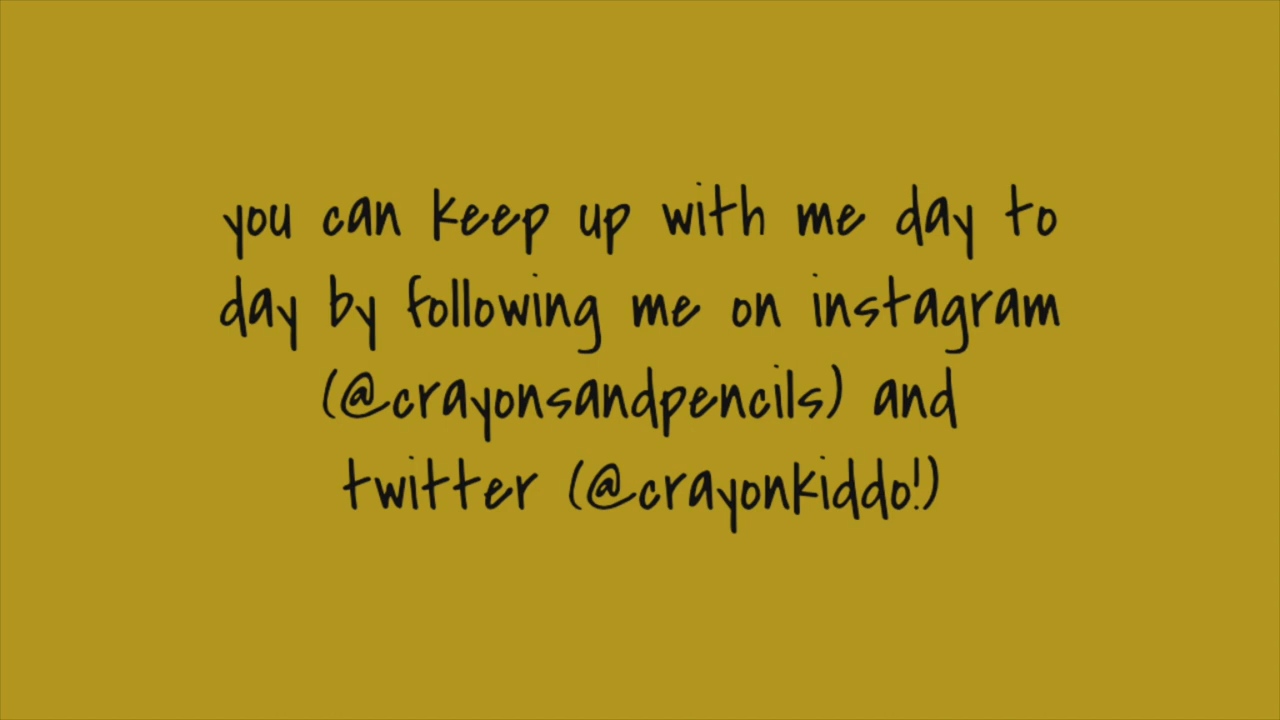 you can keep up with me day to
day by following me on instagram
(@crayonsandpencils) and
twitter (@crayonkiddo!)